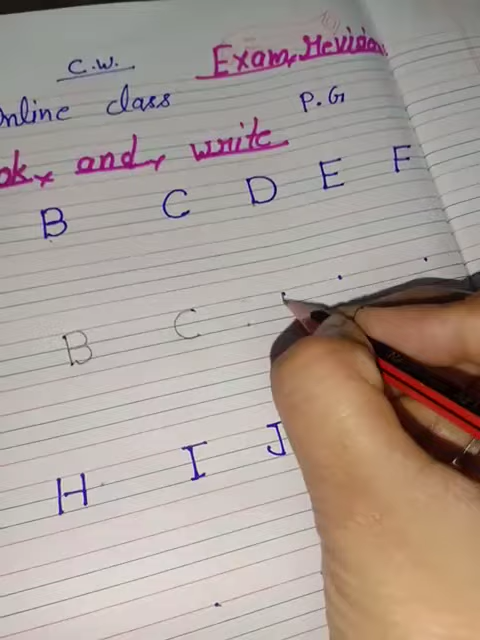 C.W. Exam, Revision
Online class P.G
and, write
B C D E F
B C
H I J